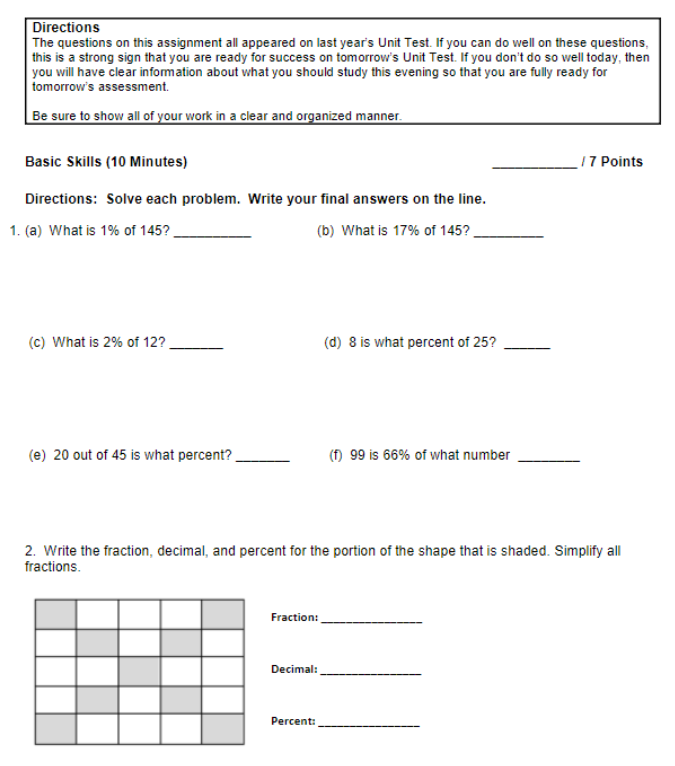 Directions
The questions on this assignment all appeared on last year's Unit Test. If you can do well on these questions,
this is a strong sign that you are ready for success on tomorrow's Unit Test. If you don't do so well today, then
you will have clear information about what you should study this evening so that you are fully ready for
tomorrow's assessment.
Be sure to show all of your work in a clear and organized manner.
Basic Skills (10 Minutes) ___________ / 7 Points
Directions: Solve each problem. Write your final answers on the line.
1. (a) What is 1% of 145? __________ (b) What is 17% of 145? _________
(c) What is 2% of 12? _______ (d) 8 is what percent of 25? ______
(e) 20 out of 45 is what percent? _______ (f) 99 is 66% of what number ________
2. Write the fraction, decimal, and percent for the portion of the shape that is shaded. Simplify all
fractions.
Fraction: ________________
Decimal: ________________
Percent: ________________